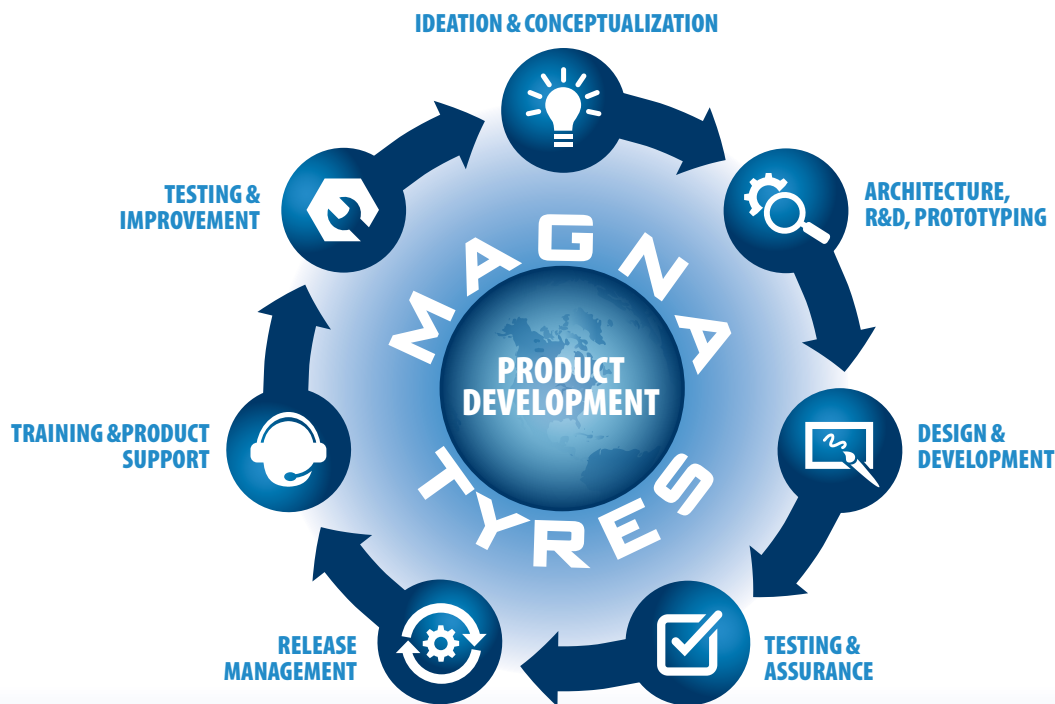 IDEATION & CONCEPTUALIZATION
ARCHITECTURE,
R&D, PROTOTYPING
DESIGN &
DEVELOPMENT
TESTING &
ASSURANCE
RELEASE
MANAGEMENT
TRAINING &PRODUCT
SUPPORT
TESTING &
IMPROVEMENT
MAGNA
PRODUCT
DEVELOPMENT
TYRES